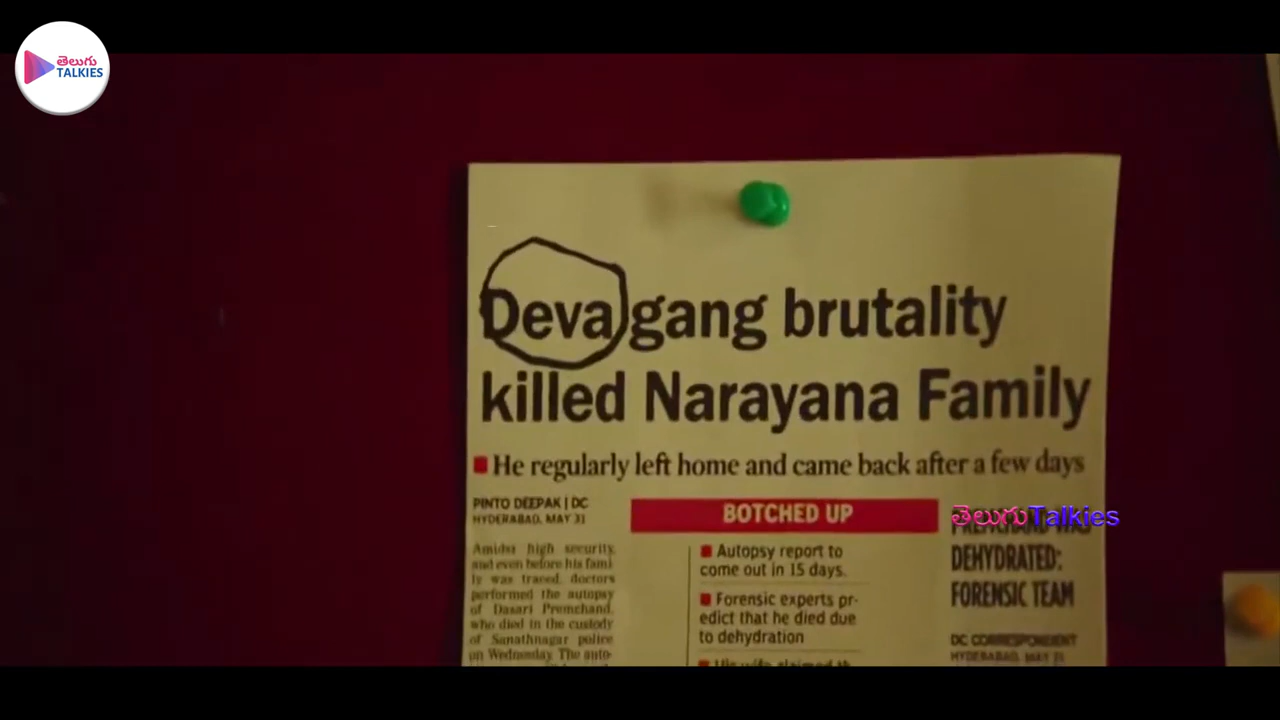 తెలుగు
TALKIES
Deva gang brutality
killed Narayana Family
He regularly left home and came back after a few days
PINTO DEEPAK | DC
HYDERABAD, MAY 31
Amidst high security
and even before his fami-
ly was traced, doctors
performed the autopsy
of Dasari Premchand,
who died in the custody
of Sanathnagar police
on Wednesday. The auto-
BOTCHED UP
Autopsy report to
come out in 15 days.
Forensic experts pr-
edict that he died due
to dehydration
తెలుగుTalkies
DEHYDRATED:
FORENSIC TEAM
DC CORRESPONDENT
HYDERABAD, MAY 31